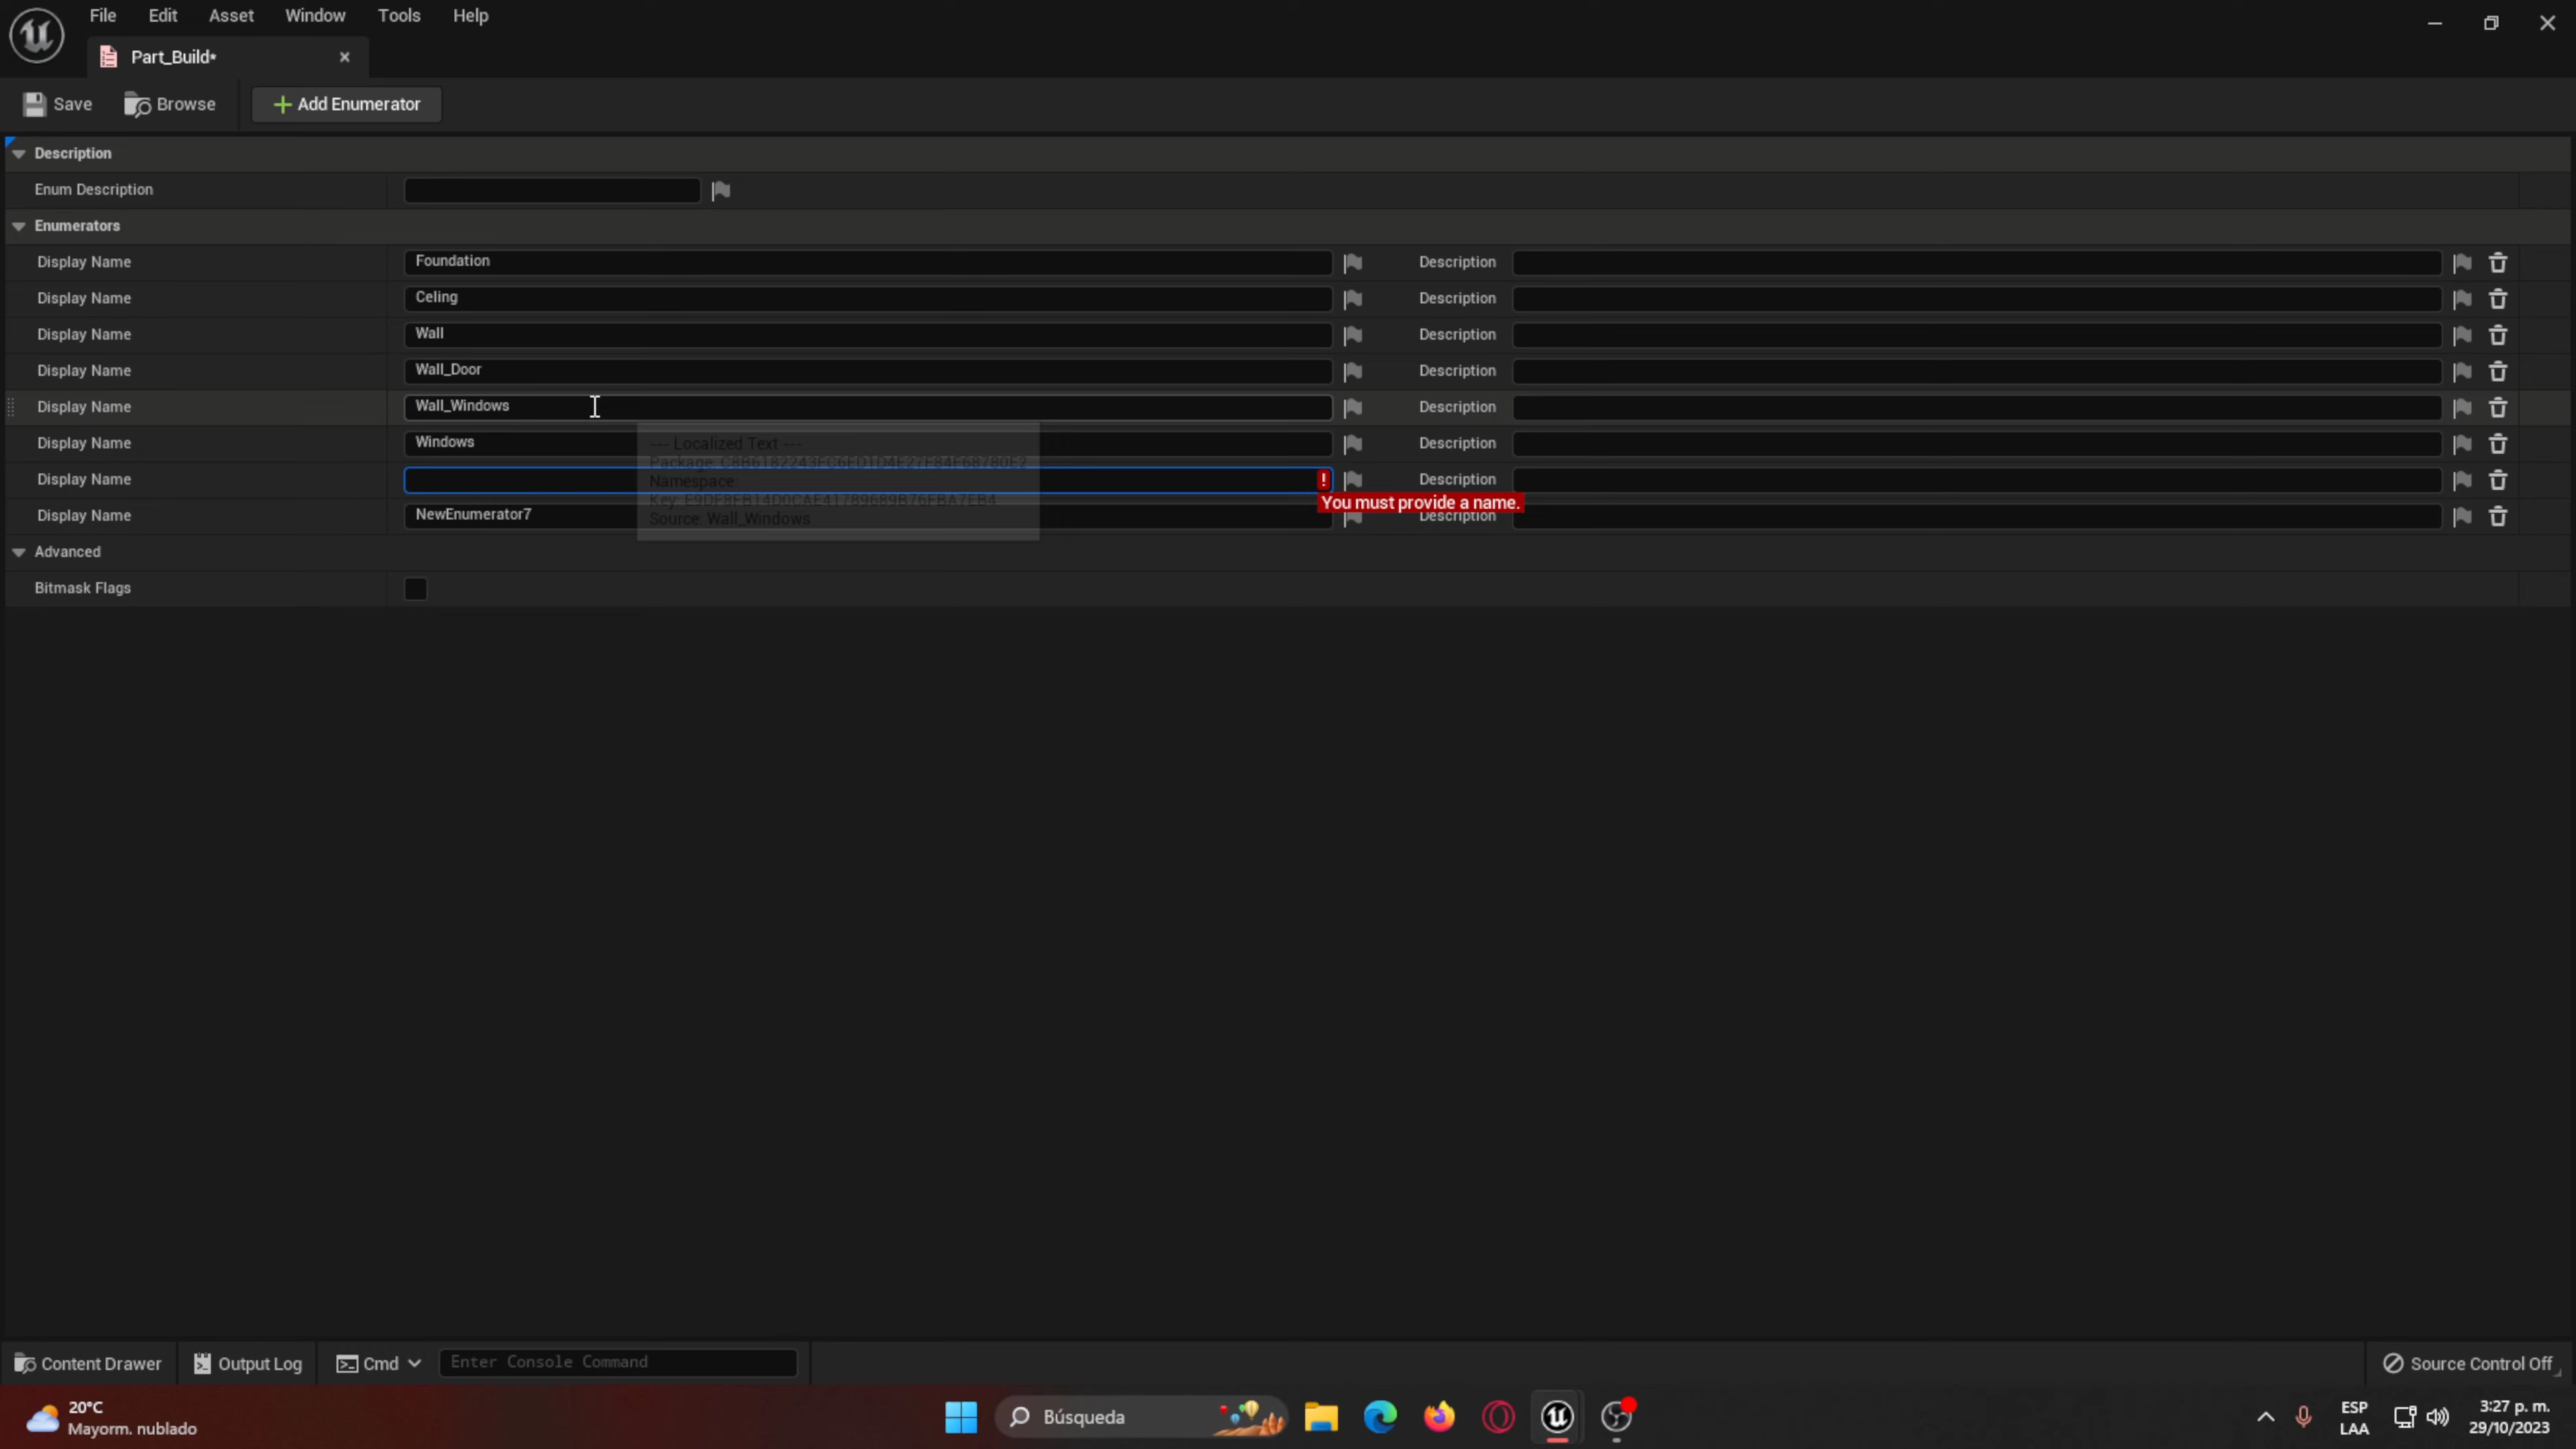 File Edit Asset Window Tools Help
Part_Build*
Save Browse Add Enumerator
Description
Enum Description
Enumerators
Display Name Foundation Description
Display Name Celing Description
Display Name Wall Description
Display Name Wall_Door Description
Display Name Wall_Windows Description
Display Name Windows Description
--- Localized Text ---
Package:
Display Name ! Description
Namespace:
Key:
You must provide a name.
Display Name NewEnumerator7 Description
Source: Wall_Windows
Advanced
Bitmask Flags
Content Drawer Output Log Cmd Enter Console Command Source Control Off
20°C
Mayorm. nublado
Búsqueda
ESP
LAA
3:27 p. m.
29/10/2023